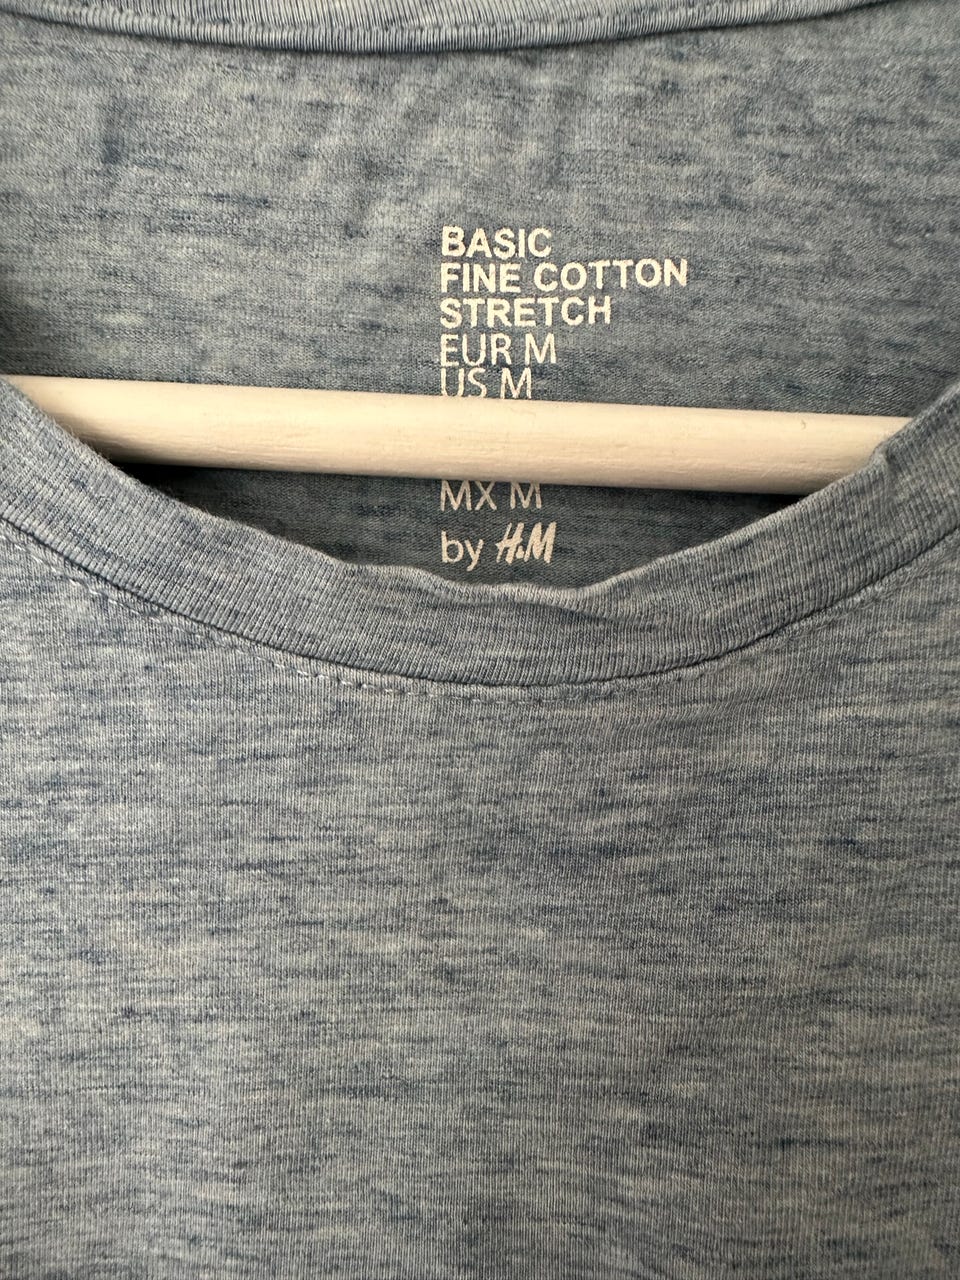 BASIC
FINE COTTON
STRETCH
EUR M
US M
MX M
by H&M